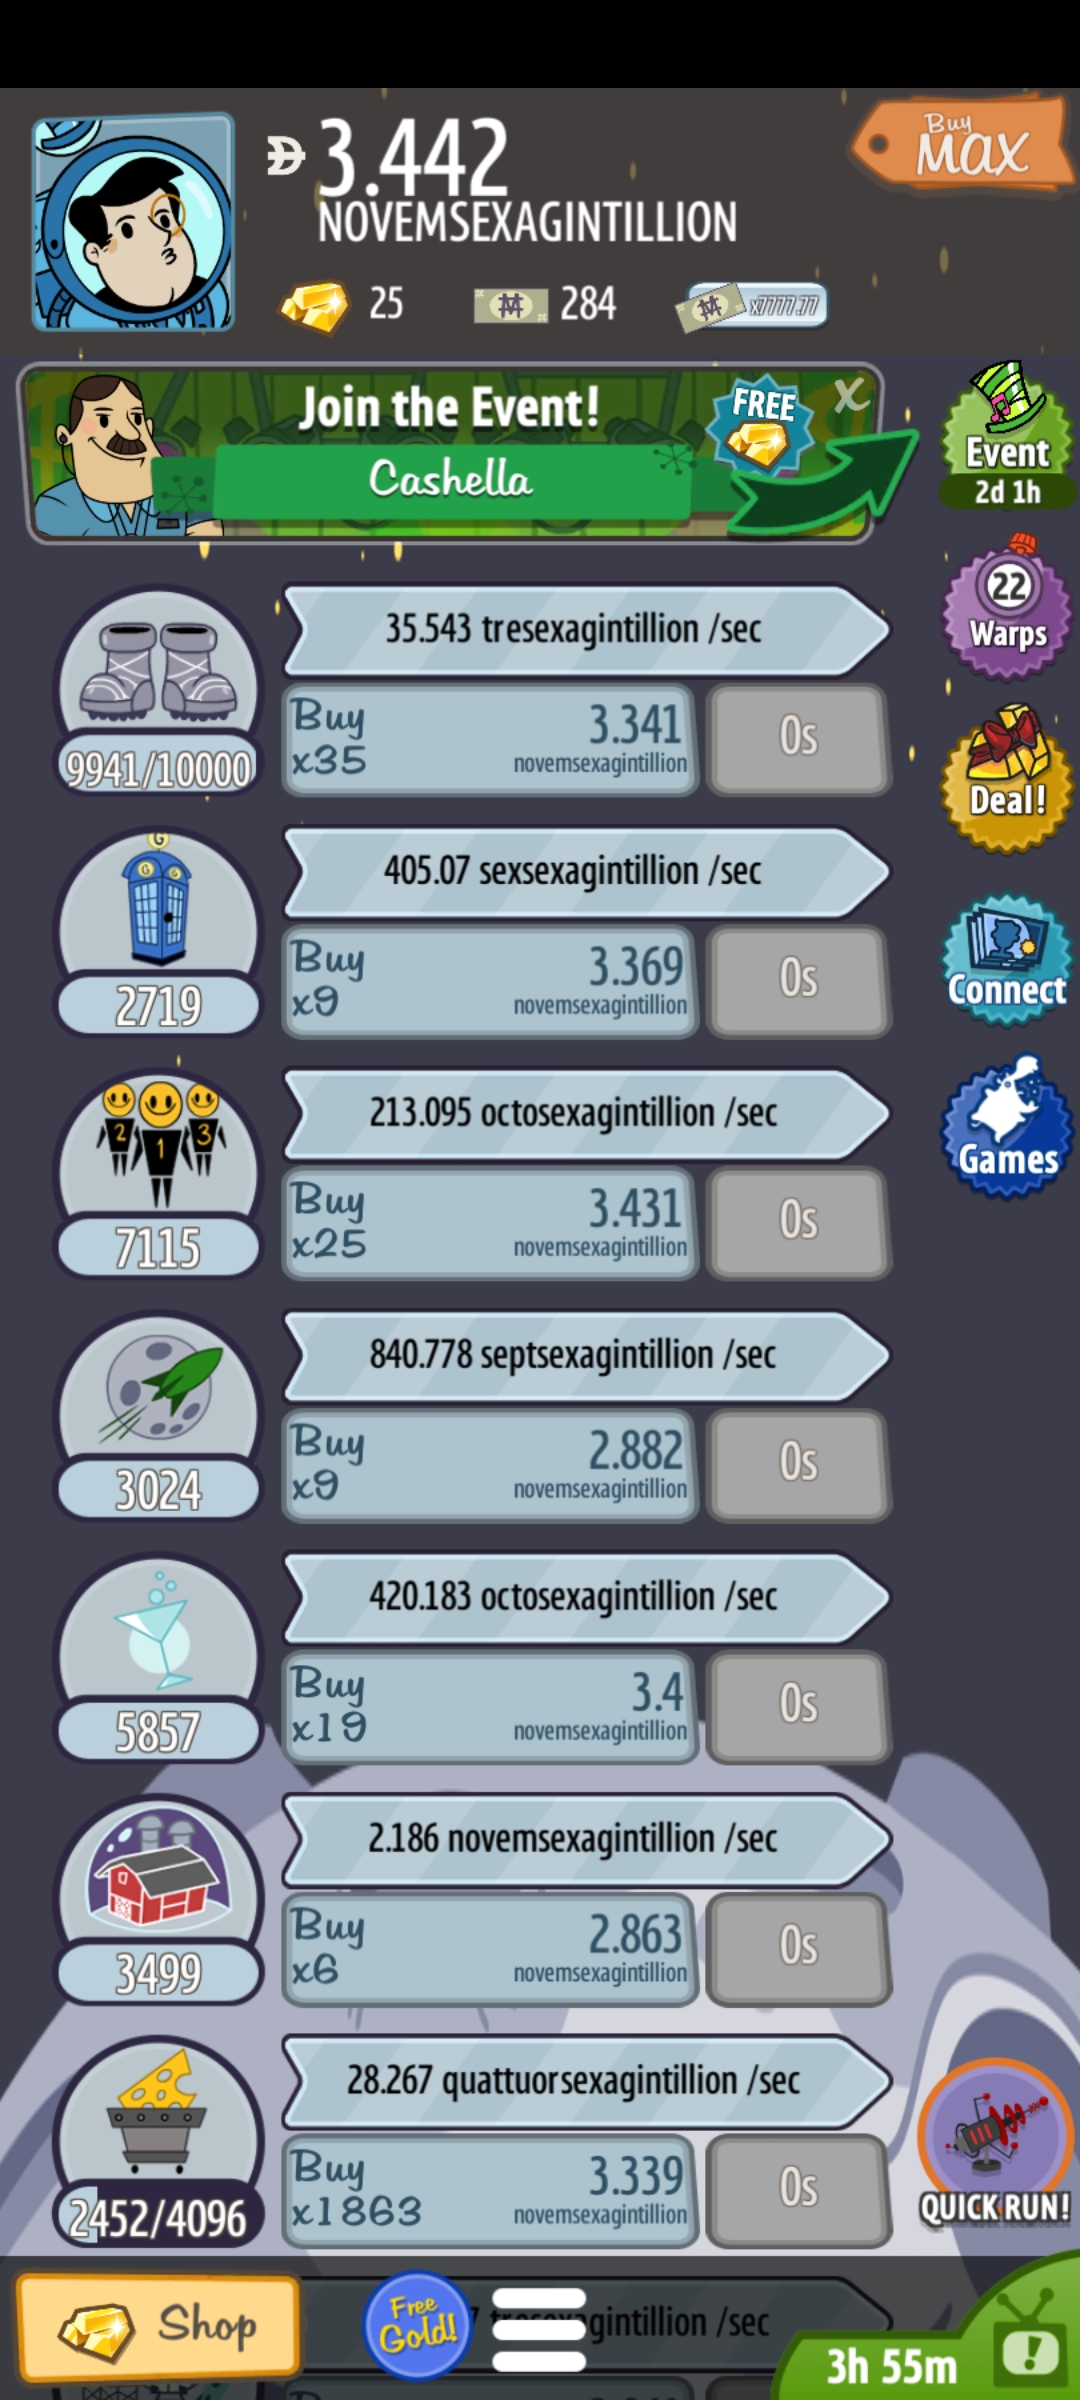 3.442
NOVEMSEXAGINTILLION
Buy
MAX
25
284
x7777.77
Join the Event!
FREE
X
Cashella
Event
2d 1h
22
Warps
Deal!
Connect
Games
35.543 tresexagintillion /sec
Buy
x35
3.341
novemsexagintillion
0s
9941/10000
G
G G
405.07 sexsexagintillion /sec
Buy
x9
3.369
novemsexagintillion
0s
2719
2 1 3
213.095 octosexagintillion /sec
Buy
x25
3.431
novemsexagintillion
0s
7115
840.778 septsexagintillion /sec
Buy
x9
2.882
novemsexagintillion
0s
3024
420.183 octosexagintillion /sec
Buy
x19
3.4
novemsexagintillion
0s
5857
2.186 novemsexagintillion /sec
Buy
x6
2.863
novemsexagintillion
0s
3499
28.267 quattuorsexagintillion /sec
Buy
x1863
3.339
novemsexagintillion
0s
2452/4096
QUICK RUN!
Shop
Free
Gold!
/sec
!
3h 55m